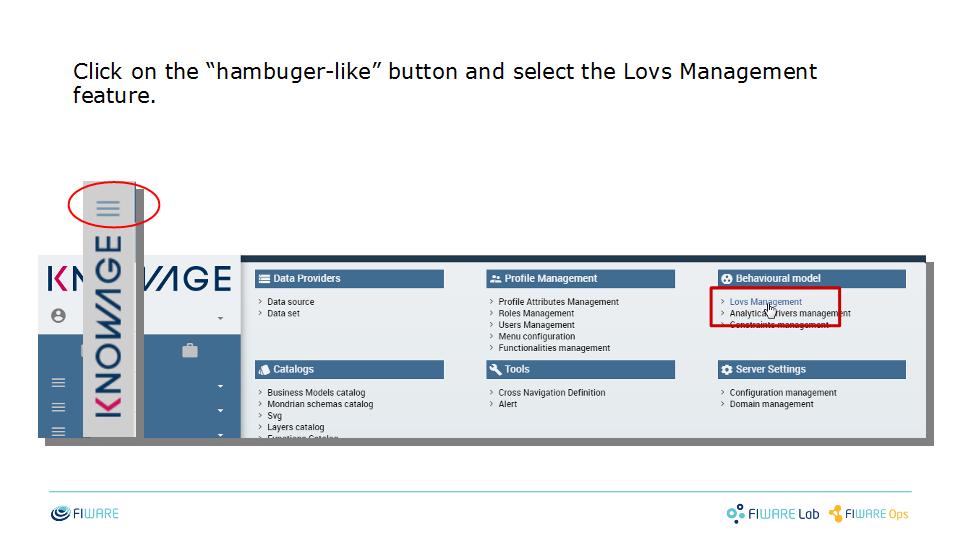 Click on the “hambuger-like” button and select the Lovs Management
feature.
KNOWAGE
KNOWAGE
Data Providers
Data source
Data set
Profile Management
Profile Attributes Management
Roles Management
Users Management
Menu configuration
Functionalities management
Behavioural model
Lovs Management
Analytical drivers management
Constraints management
Catalogs
Business Models catalog
Mondrian schemas catalog
Svg
Layers catalog
Functions Catalog
Tools
Cross Navigation Definition
Alert
Server Settings
Configuration management
Domain management
FIWARE
FIWARE Lab
FIWARE Ops